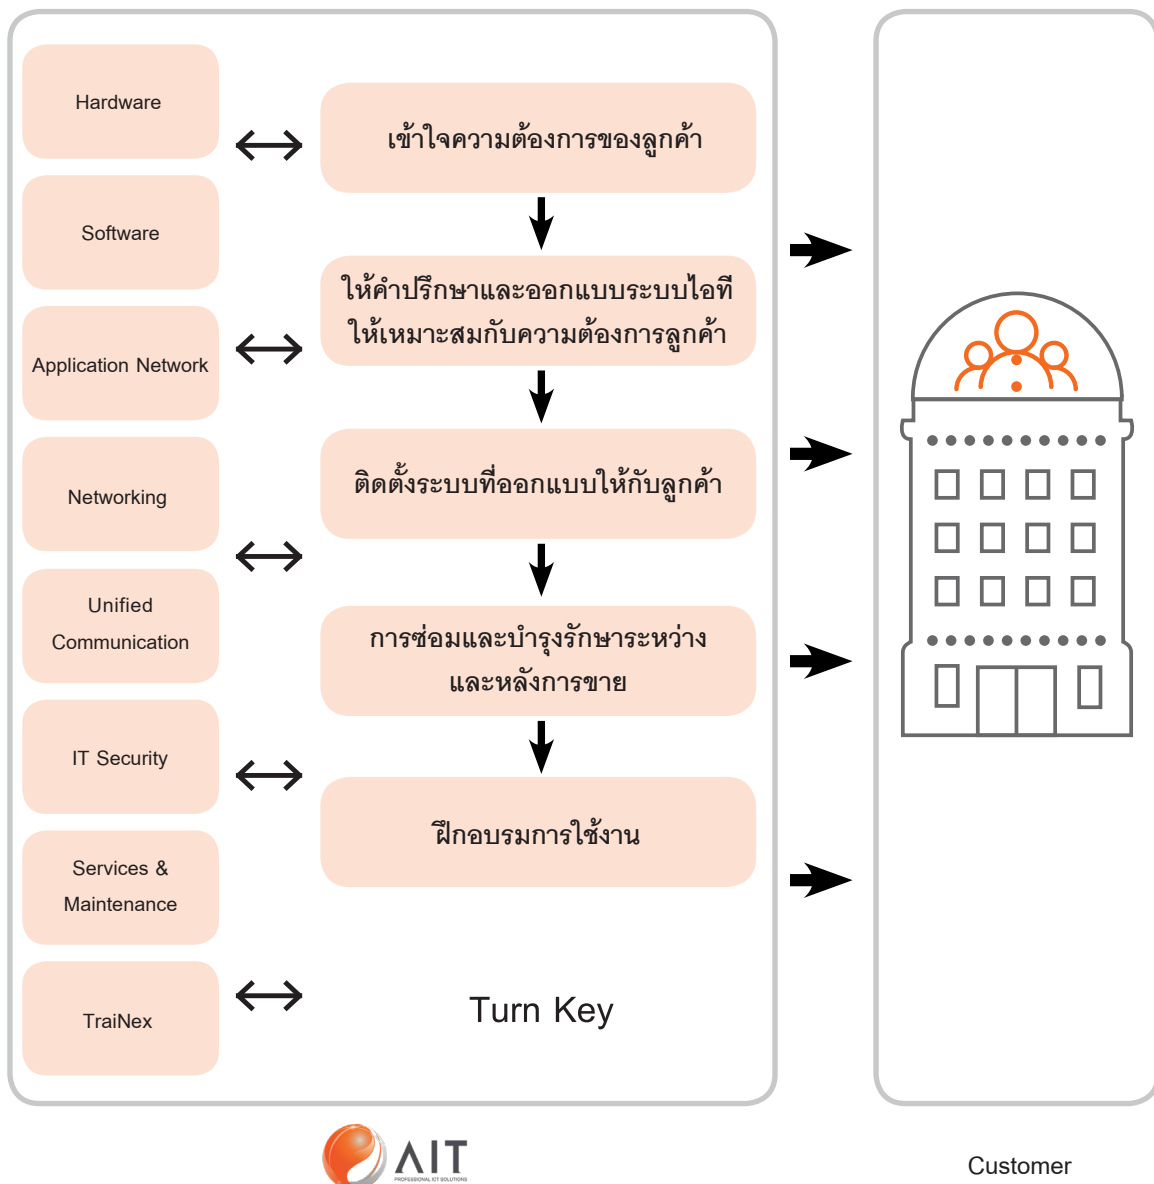 Hardware
Software
Application Network
Networking
Unified
Communication
IT Security
Services &
Maintenance
TraiNex
เข้าใจความต้องการของลูกค้า
ให้คำปรึกษาและออกแบบระบบไอที
ให้เหมาะสมกับความต้องการลูกค้า
ติดตั้งระบบที่ออกแบบให้กับลูกค้า
การซ่อมและบำรุงรักษาระหว่าง
และหลังการขาย
ฝึกอบรมการใช้งาน
Turn Key
AIT
PROFESSIONAL ICT SOLUTIONS
Customer